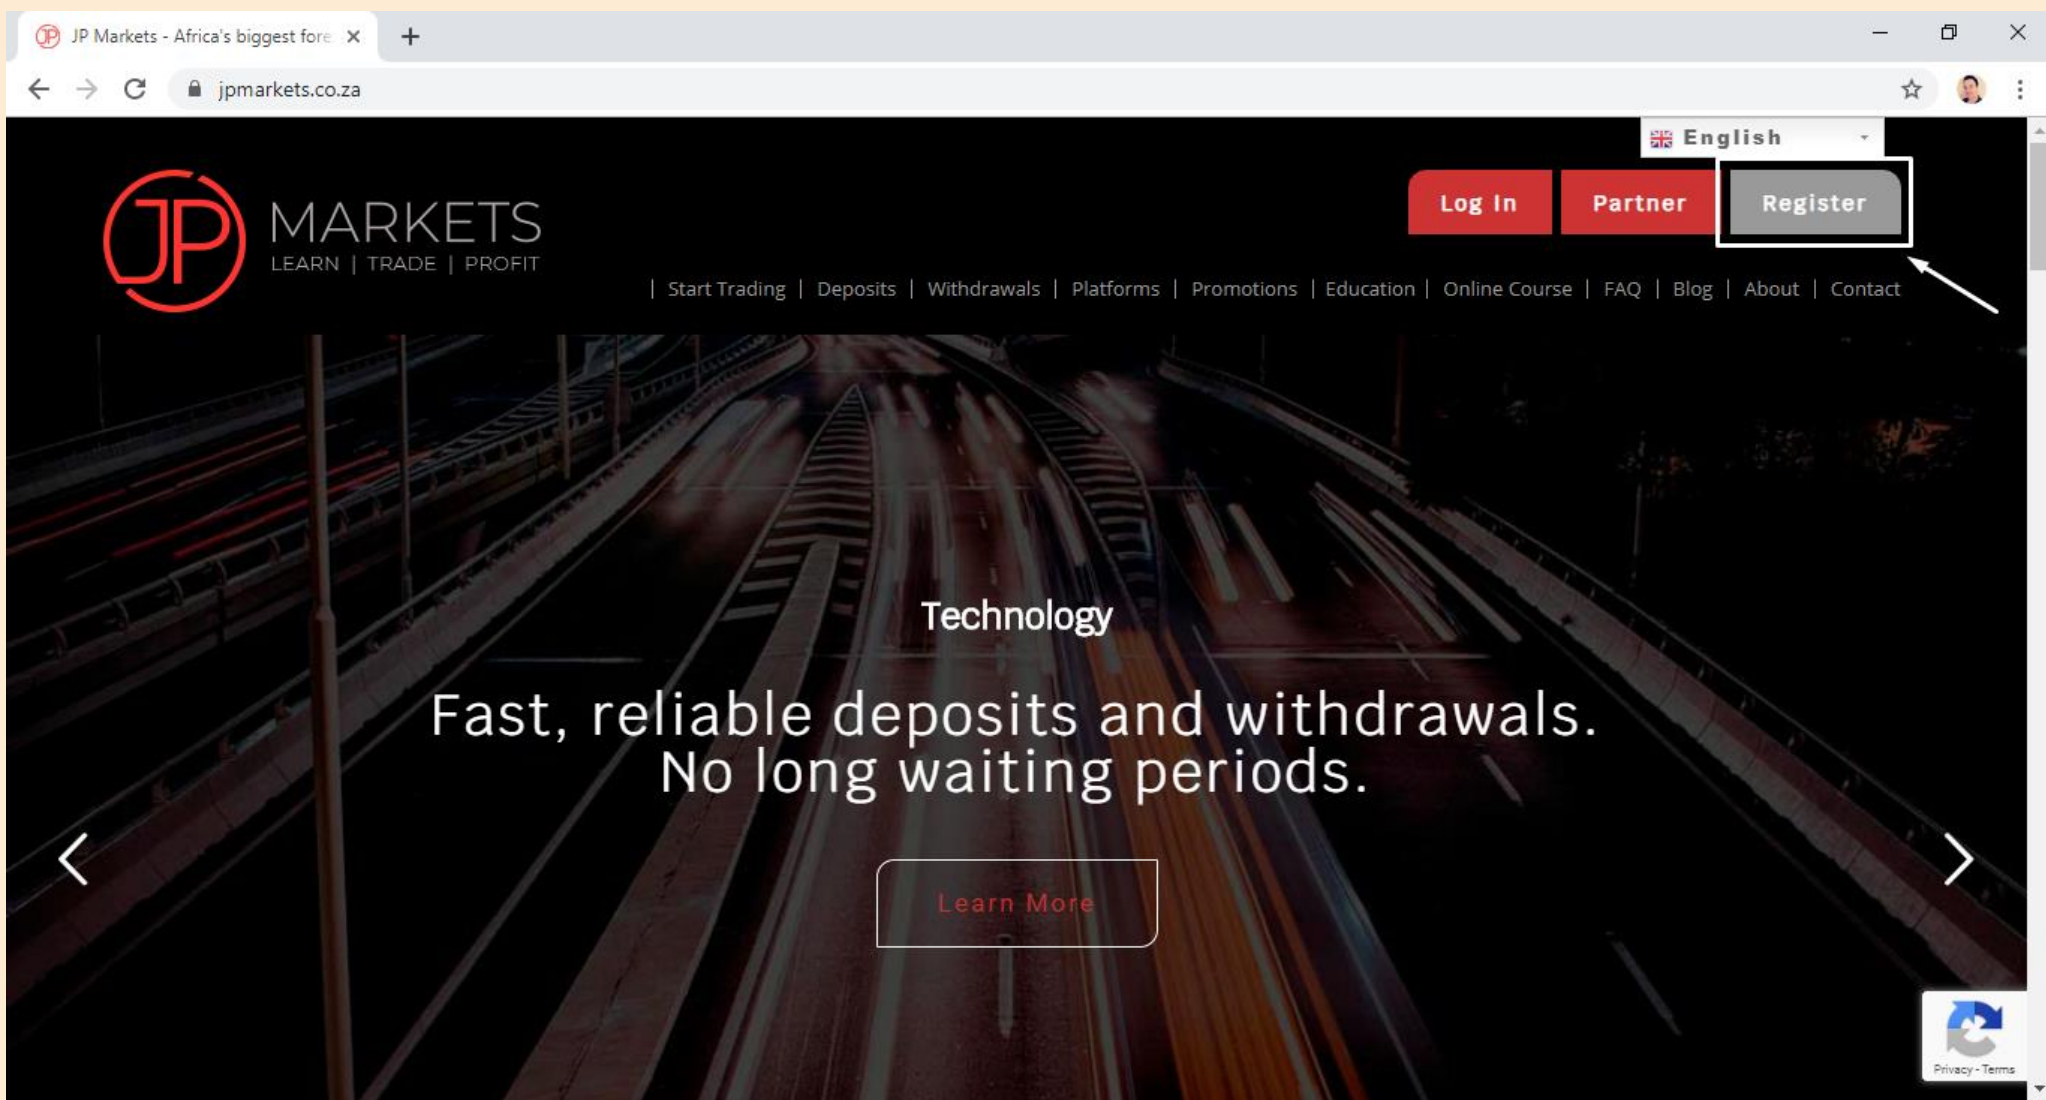 JP Markets - Africa's biggest fore
jpmarkets.co.za
English
JP MARKETS
LEARN | TRADE | PROFIT
Log In Partner Register
| Start Trading | Deposits | Withdrawals | Platforms | Promotions | Education | Online Course | FAQ | Blog | About | Contact
Technology
Fast, reliable deposits and withdrawals.
No long waiting periods.
Learn More
Privacy - Terms